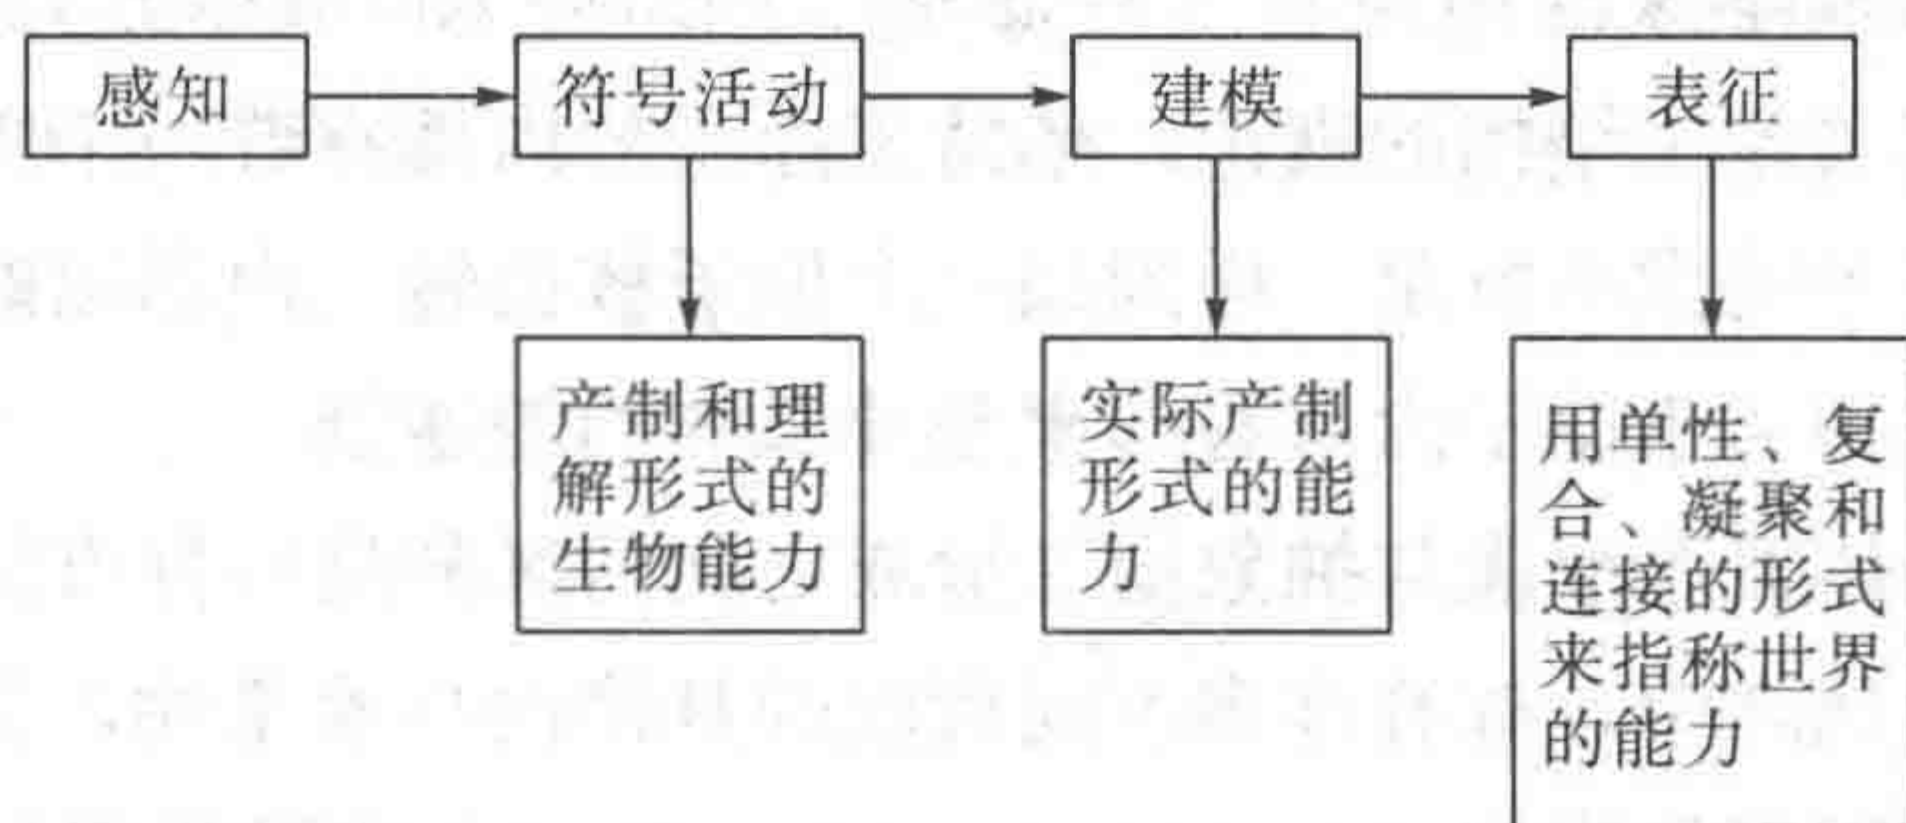 感知
符号活动
建模
表征
产制和理
解形式的
生物能力
实际产制
形式的能
力
用单性、复
合、凝聚和
连接的形式
来指称世界
的能力